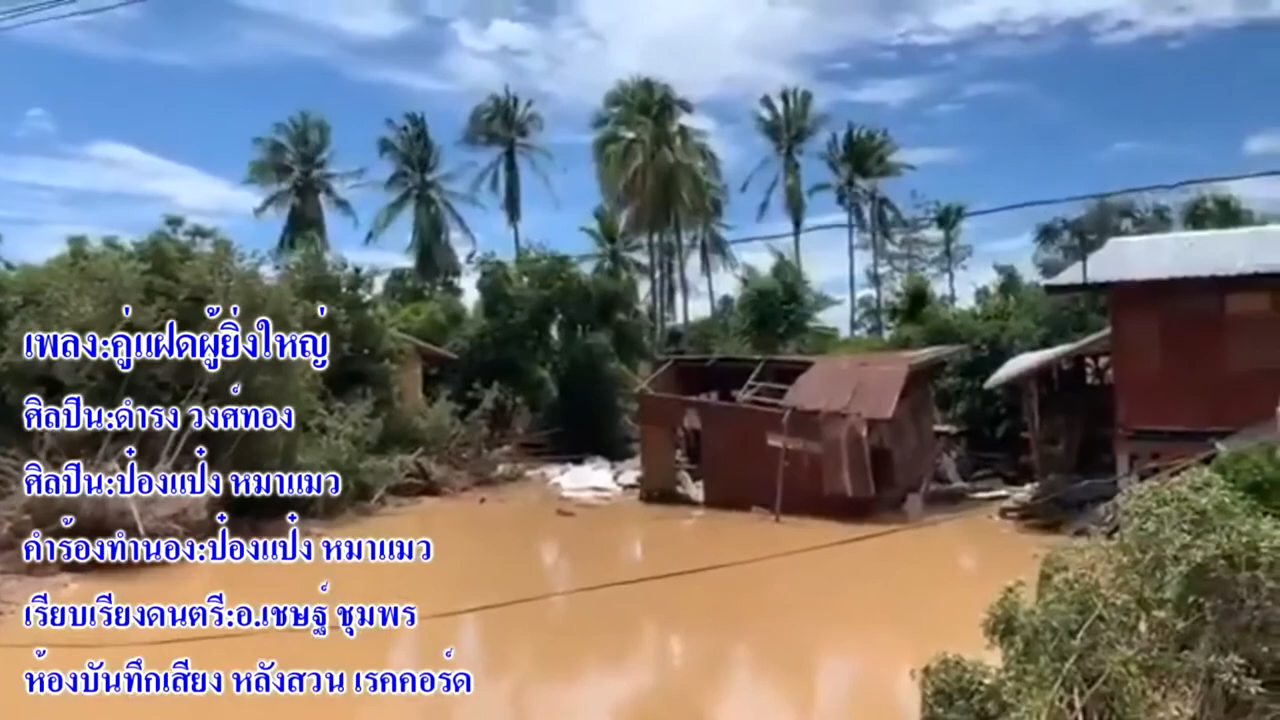 เพลง:คู่แฝดผู้ยิ่งใหญ่
ศิลปิน:ดำรง วงศ์ทอง
ศิลปิน:ป๋องแป๋ง หมาแมว
คำร้องทำนอง:ป๋องแป๋ง หมาแมว
เรียบเรียงดนตรี:อ.เชษฐ์ ชุมพร
ห้องบันทึกเสียง หลังสวน เรคคอร์ด